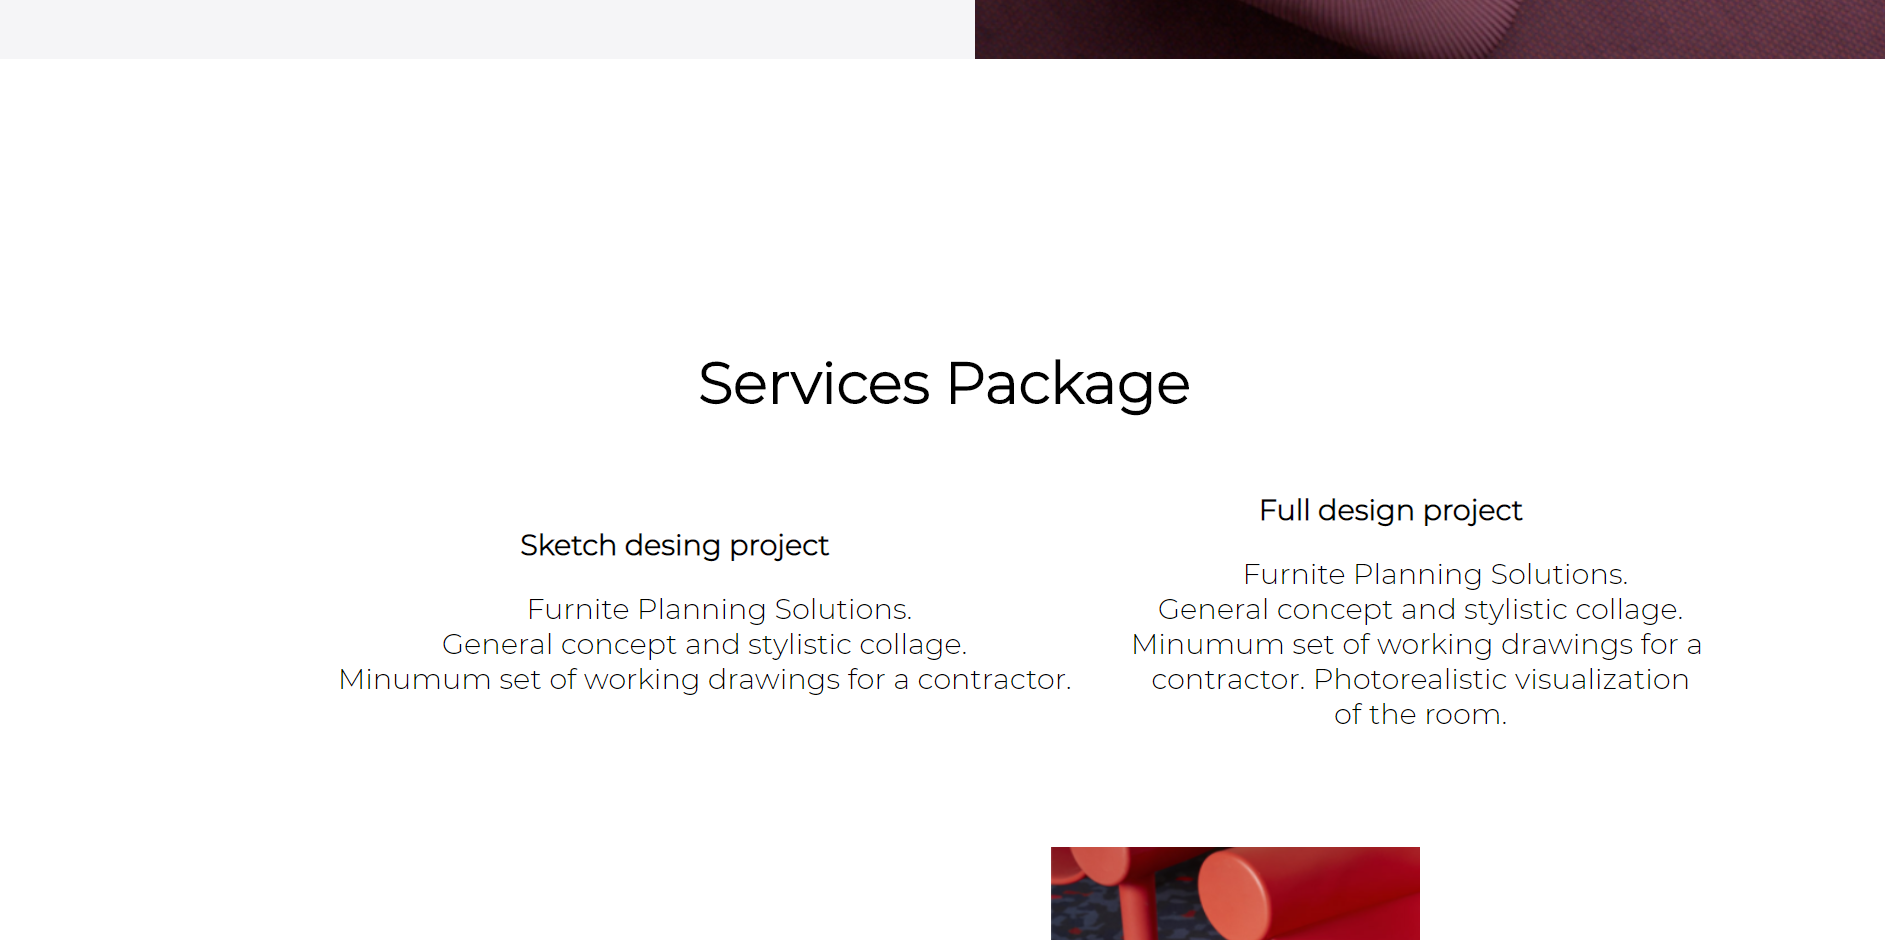 Services Package
Sketch desing project
Furnite Planning Solutions.
General concept and stylistic collage.
Minumum set of working drawings for a contractor.
Full design project
Furnite Planning Solutions.
General concept and stylistic collage.
Minumum set of working drawings for a
contractor. Photorealistic visualization
of the room.